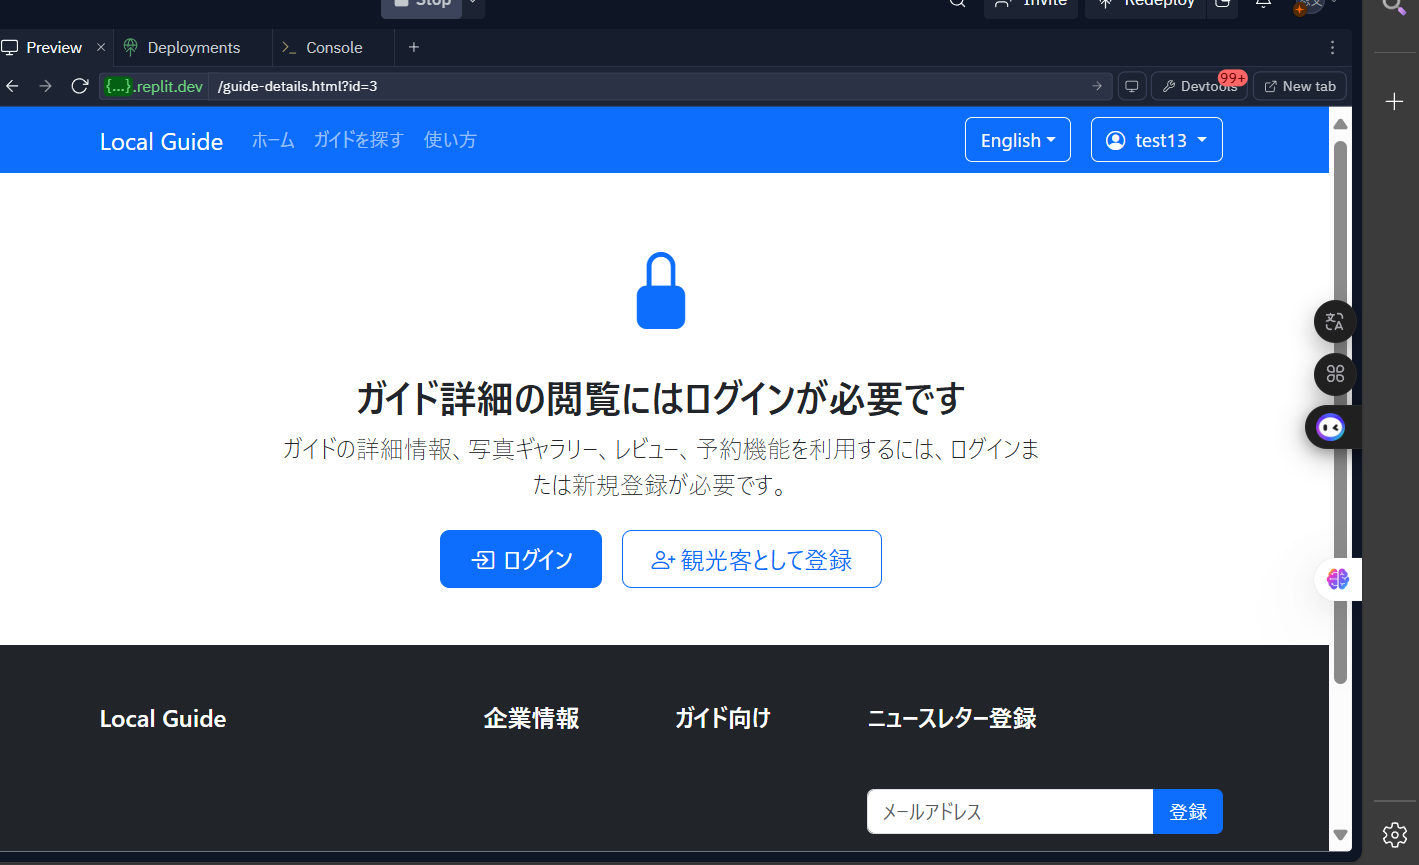 Stop
Invite
Redeploy
Preview
Deployments
Console
{...}.replit.dev
/guide-details.html?id=3
Devtools
99+
New tab
Local Guide
ホーム
ガイドを探す
使い方
English
test13
ガイド詳細の閲覧にはログインが必要です
ガイドの詳細情報、写真ギャラリー、レビュー、予約機能を利用するには、ログインま
たは新規登録が必要です。
ログイン
観光客として登録
Local Guide
企業情報
ガイド向け
ニュースレター登録
メールアドレス
登録